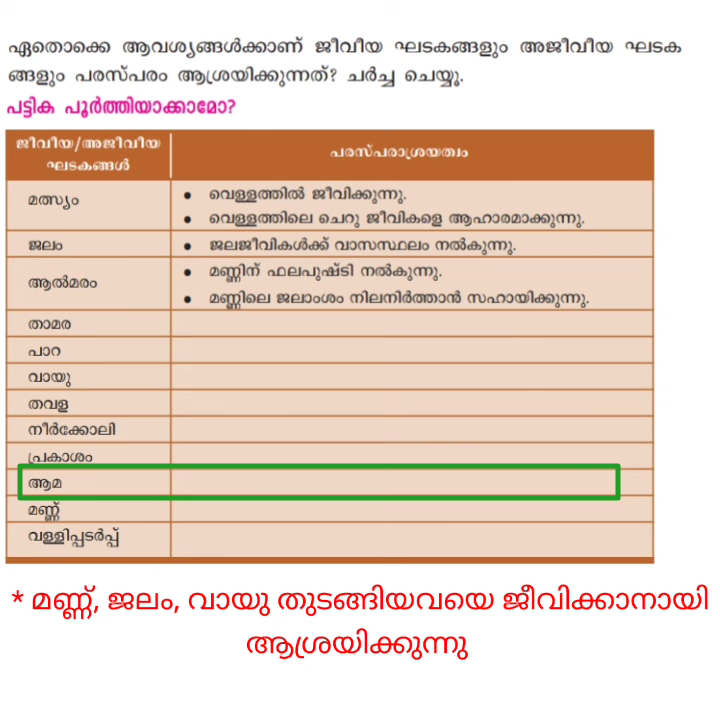 ഏതൊക്കെ ആവശ്യങ്ങൾക്കാണ് ജീവീയ ഘടകങ്ങളും അജീവീയ ഘടക
ങ്ങളും പരസ്പരം ആശ്രയിക്കുന്നത്? ചർച്ച ചെയ്യൂ.
പട്ടിക പൂർത്തിയാക്കാമോ?
ജീവീയ/അജീവീയ
ഘടകങ്ങൾ
പരസ്പരാശ്രയത്വം
മത്സ്യം
• വെള്ളത്തിൽ ജീവിക്കുന്നു.
• വെള്ളത്തിലെ ചെറു ജീവികളെ ആഹാരമാക്കുന്നു.
ജലം • ജലജീവികൾക്ക് വാസസ്ഥലം നൽകുന്നു.
ആൽമരം
• മണ്ണിന് ഫലപുഷ്ടി നൽകുന്നു.
• മണ്ണിലെ ജലാംശം നിലനിർത്താൻ സഹായിക്കുന്നു.
താമര
പാറ
വായു
തവള
നീർക്കോലി
പ്രകാശം
ആമ
മണ്ണ്
വള്ളിപ്പടർപ്പ്
* മണ്ണ്, ജലം, വായു തുടങ്ങിയവയെ ജീവിക്കാനായി
ആശ്രയിക്കുന്നു